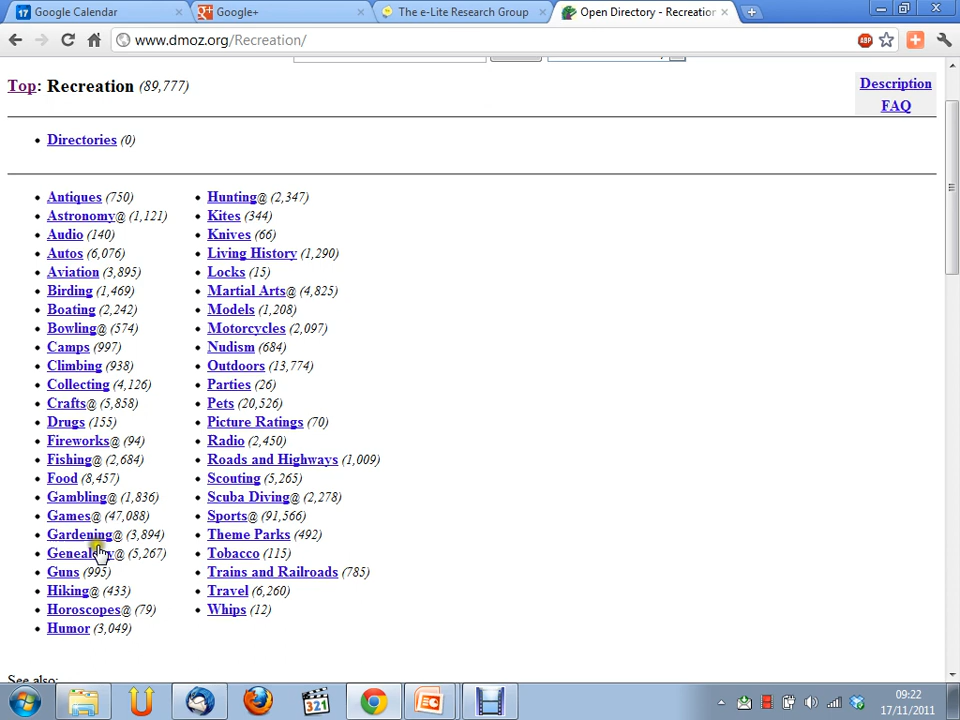 Google Calendar
Google+
The e-Lite Research Group
Open Directory - Recreation
www.dmoz.org/Recreation/
Top: Recreation (89,777)
Description
FAQ
Directories (0)
Antiques (750)
Astronomy@ (1,121)
Audio (140)
Autos (6,076)
Aviation (3,895)
Birding (1,469)
Boating (2,242)
Bowling@ (574)
Camps (997)
Climbing (938)
Collecting (4,126)
Crafts@ (5,858)
Drugs (155)
Fireworks@ (94)
Fishing@ (2,684)
Food (8,457)
Gambling@ (1,836)
Games@ (47,088)
Gardening@ (3,894)
Genealogy@ (5,267)
Guns (995)
Hiking@ (433)
Horoscopes@ (79)
Humor (3,049)
Hunting@ (2,347)
Kites (344)
Knives (66)
Living History (1,290)
Locks (15)
Martial Arts@ (4,825)
Models (1,208)
Motorcycles (2,097)
Nudism (684)
Outdoors (13,774)
Parties (26)
Pets (20,526)
Picture Ratings (70)
Radio (2,450)
Roads and Highways (1,009)
Scouting (5,265)
Scuba Diving@ (2,278)
Sports@ (91,566)
Theme Parks (492)
Tobacco (115)
Trains and Railroads (785)
Travel (6,260)
Whips (12)
See also:
09:22
17/11/2011